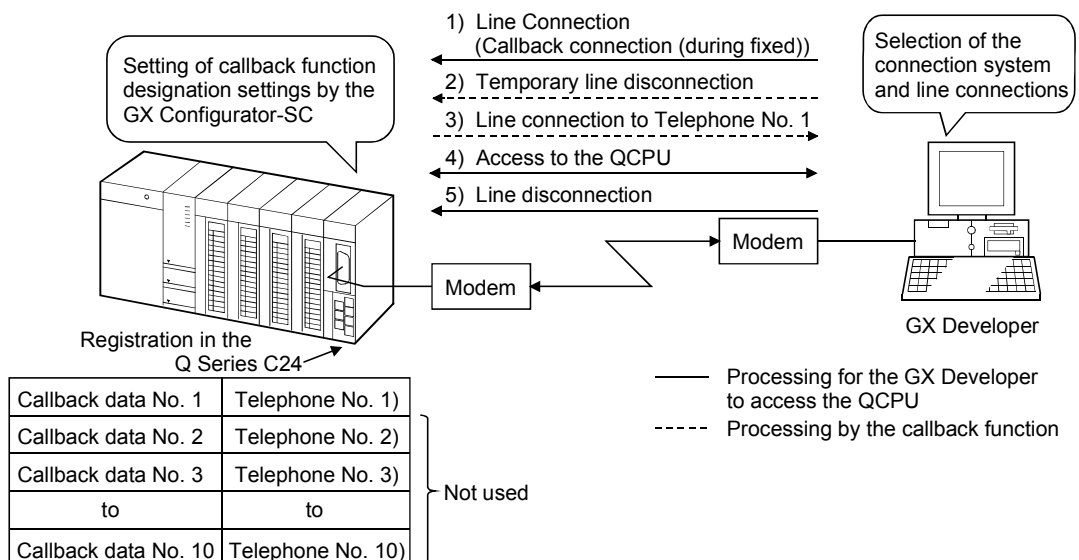 1) Line Connection
(Callback connection (during fixed))
2) Temporary line disconnection
3) Line connection to Telephone No. 1
4) Access to the QCPU
5) Line disconnection
Setting of callback function
designation settings by the
GX Configurator-SC
Selection of the
connection system
and line connections
Modem
Modem
GX Developer
Registration in the
Q Series C24
Processing for the GX Developer
to access the QCPU
Processing by the callback function
Callback data No. 1 Telephone No. 1)
Callback data No. 2 Telephone No. 2)
Callback data No. 3 Telephone No. 3)
to to
Callback data No. 10 Telephone No. 10)
Not used